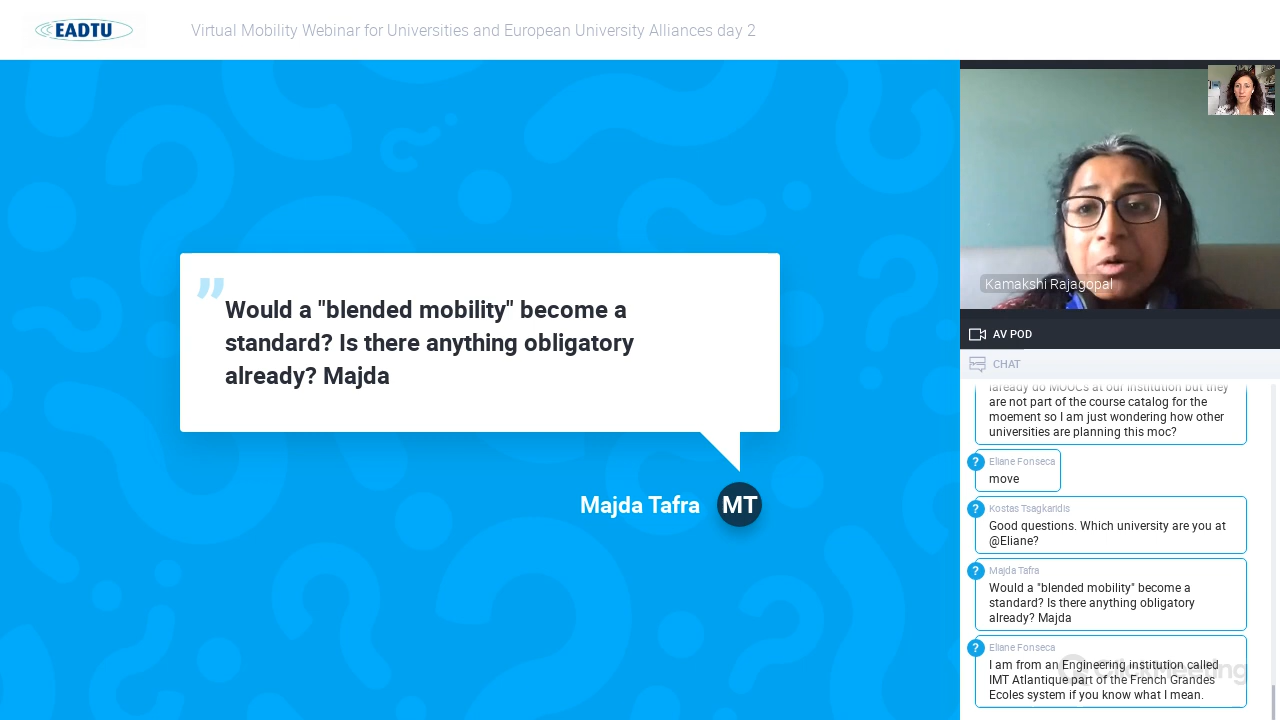 EADTU
Virtual Mobility Webinar for Universities and European University Alliances day 2
Would a "blended mobility" become a
standard? Is there anything obligatory
already? Majda
Majda Tafra
MT
Kamakshi Rajagopal
AV POD
CHAT
already do MOOCs at our institution but they
are not part of the course catalog for the
moement so I am just wondering how other
universities are planning this moc?
Eliane Fonseca
move
Kostas Tsagkaridis
Good questions. Which university are you at
@Eliane?
Majda Tafra
Would a "blended mobility" become a
standard? Is there anything obligatory
already? Majda
Eliane Fonseca
I am from an Engineering institution called
IMT Atlantique part of the French Grandes
Ecoles system if you know what I mean.